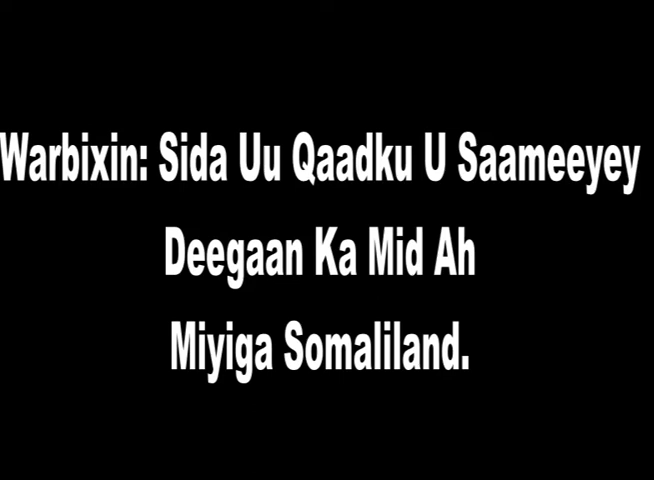 Warbixin: Sida Uu Qaadku U Saameeyey
Deegaan Ka Mid Ah
Miyiga Somaliland.